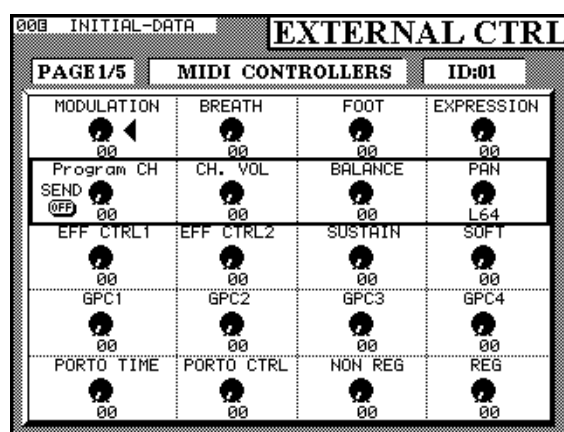 00B INITIAL-DATA
EXTERNAL CTRL
PAGE1/5 MIDI CONTROLLERS ID:01
MODULATION BREATH FOOT EXPRESSION
00 00 00 00
Program CH CH. VOL BALANCE PAN
SEND
OFF
00 00 00 L64
EFF CTRL1 EFF CTRL2 SUSTAIN SOFT
00 00 00 00
GPC1 GPC2 GPC3 GPC4
00 00 00 00
PORTO TIME PORTO CTRL NON REG REG
00 00 00 00